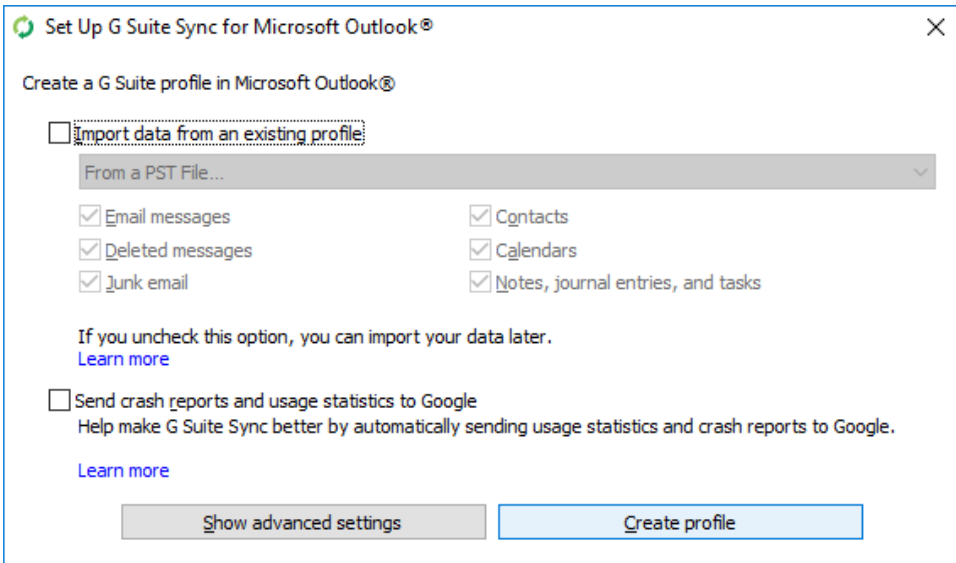 Set Up G Suite Sync for Microsoft Outlook®
Create a G Suite profile in Microsoft Outlook®
Import data from an existing profile
From a PST File...
Email messages
Contacts
Deleted messages
Calendars
Junk email
Notes, journal entries, and tasks
If you uncheck this option, you can import your data later.
Learn more
Send crash reports and usage statistics to Google
Help make G Suite Sync better by automatically sending usage statistics and crash reports to Google.
Learn more
Show advanced settings
Create profile